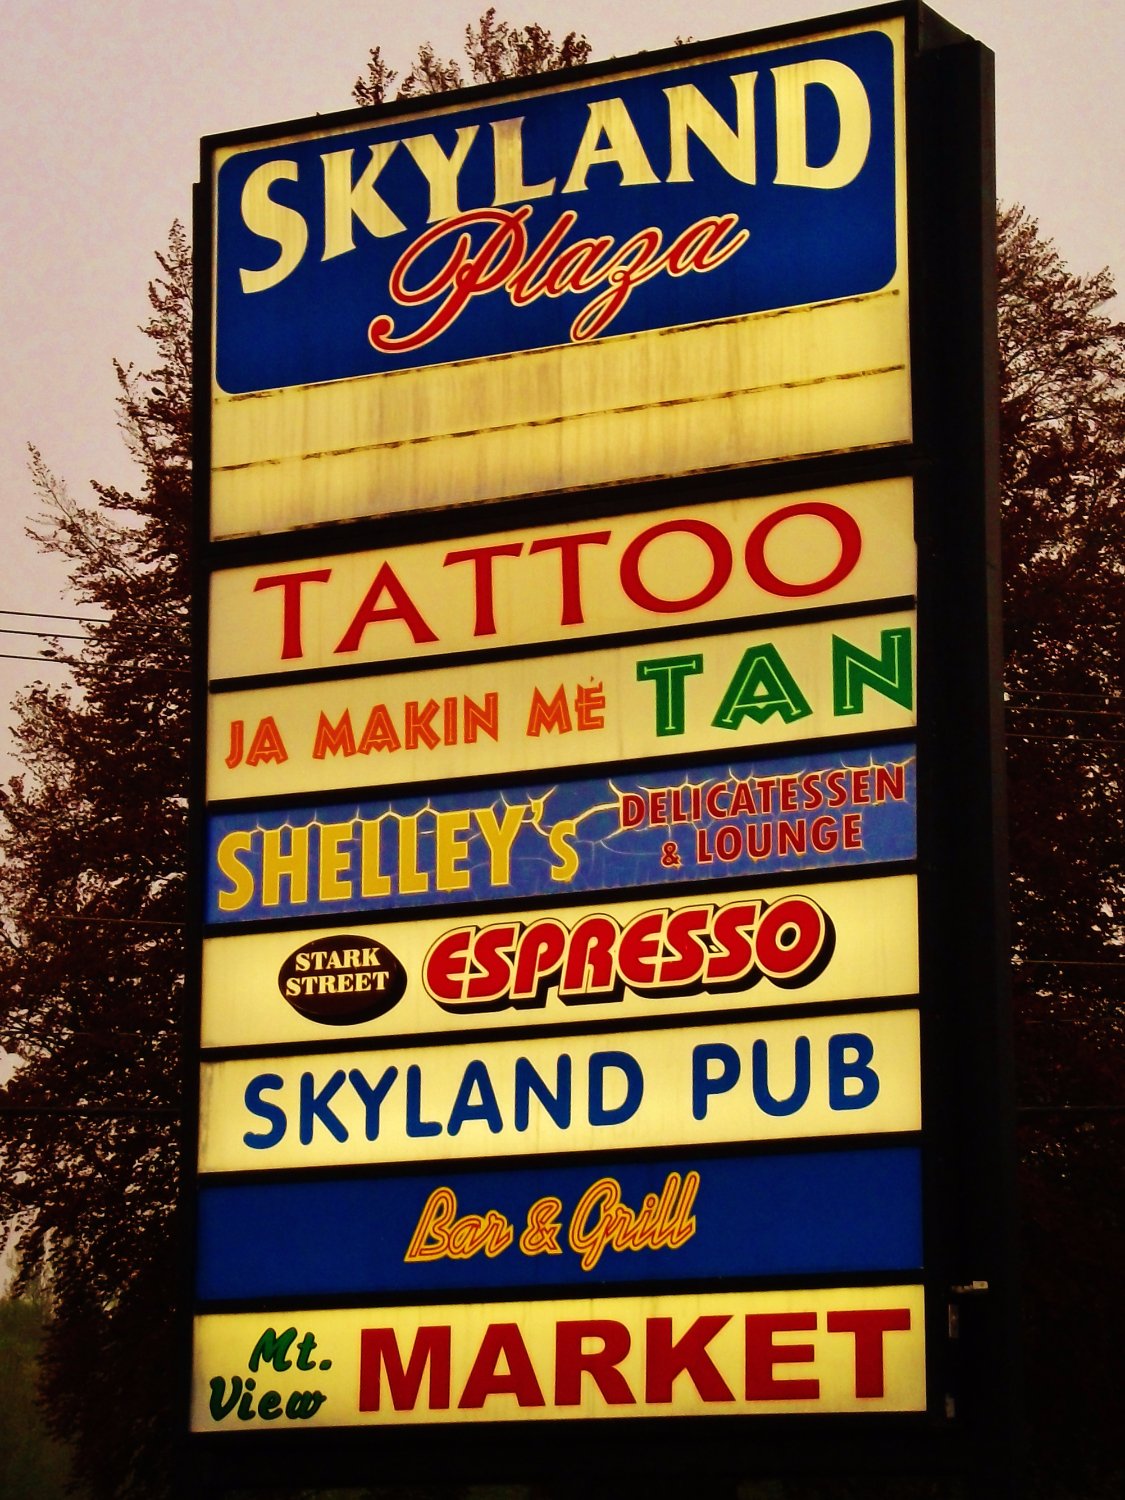 SKYLAND
Plaza
TATTOO
JA MAKIN ME TAN
SHELLEY'S DELICATESSEN
& LOUNGE
STARK STREET ESPRESSO
SKYLAND PUB
Bar & Grill
Mt. View MARKET